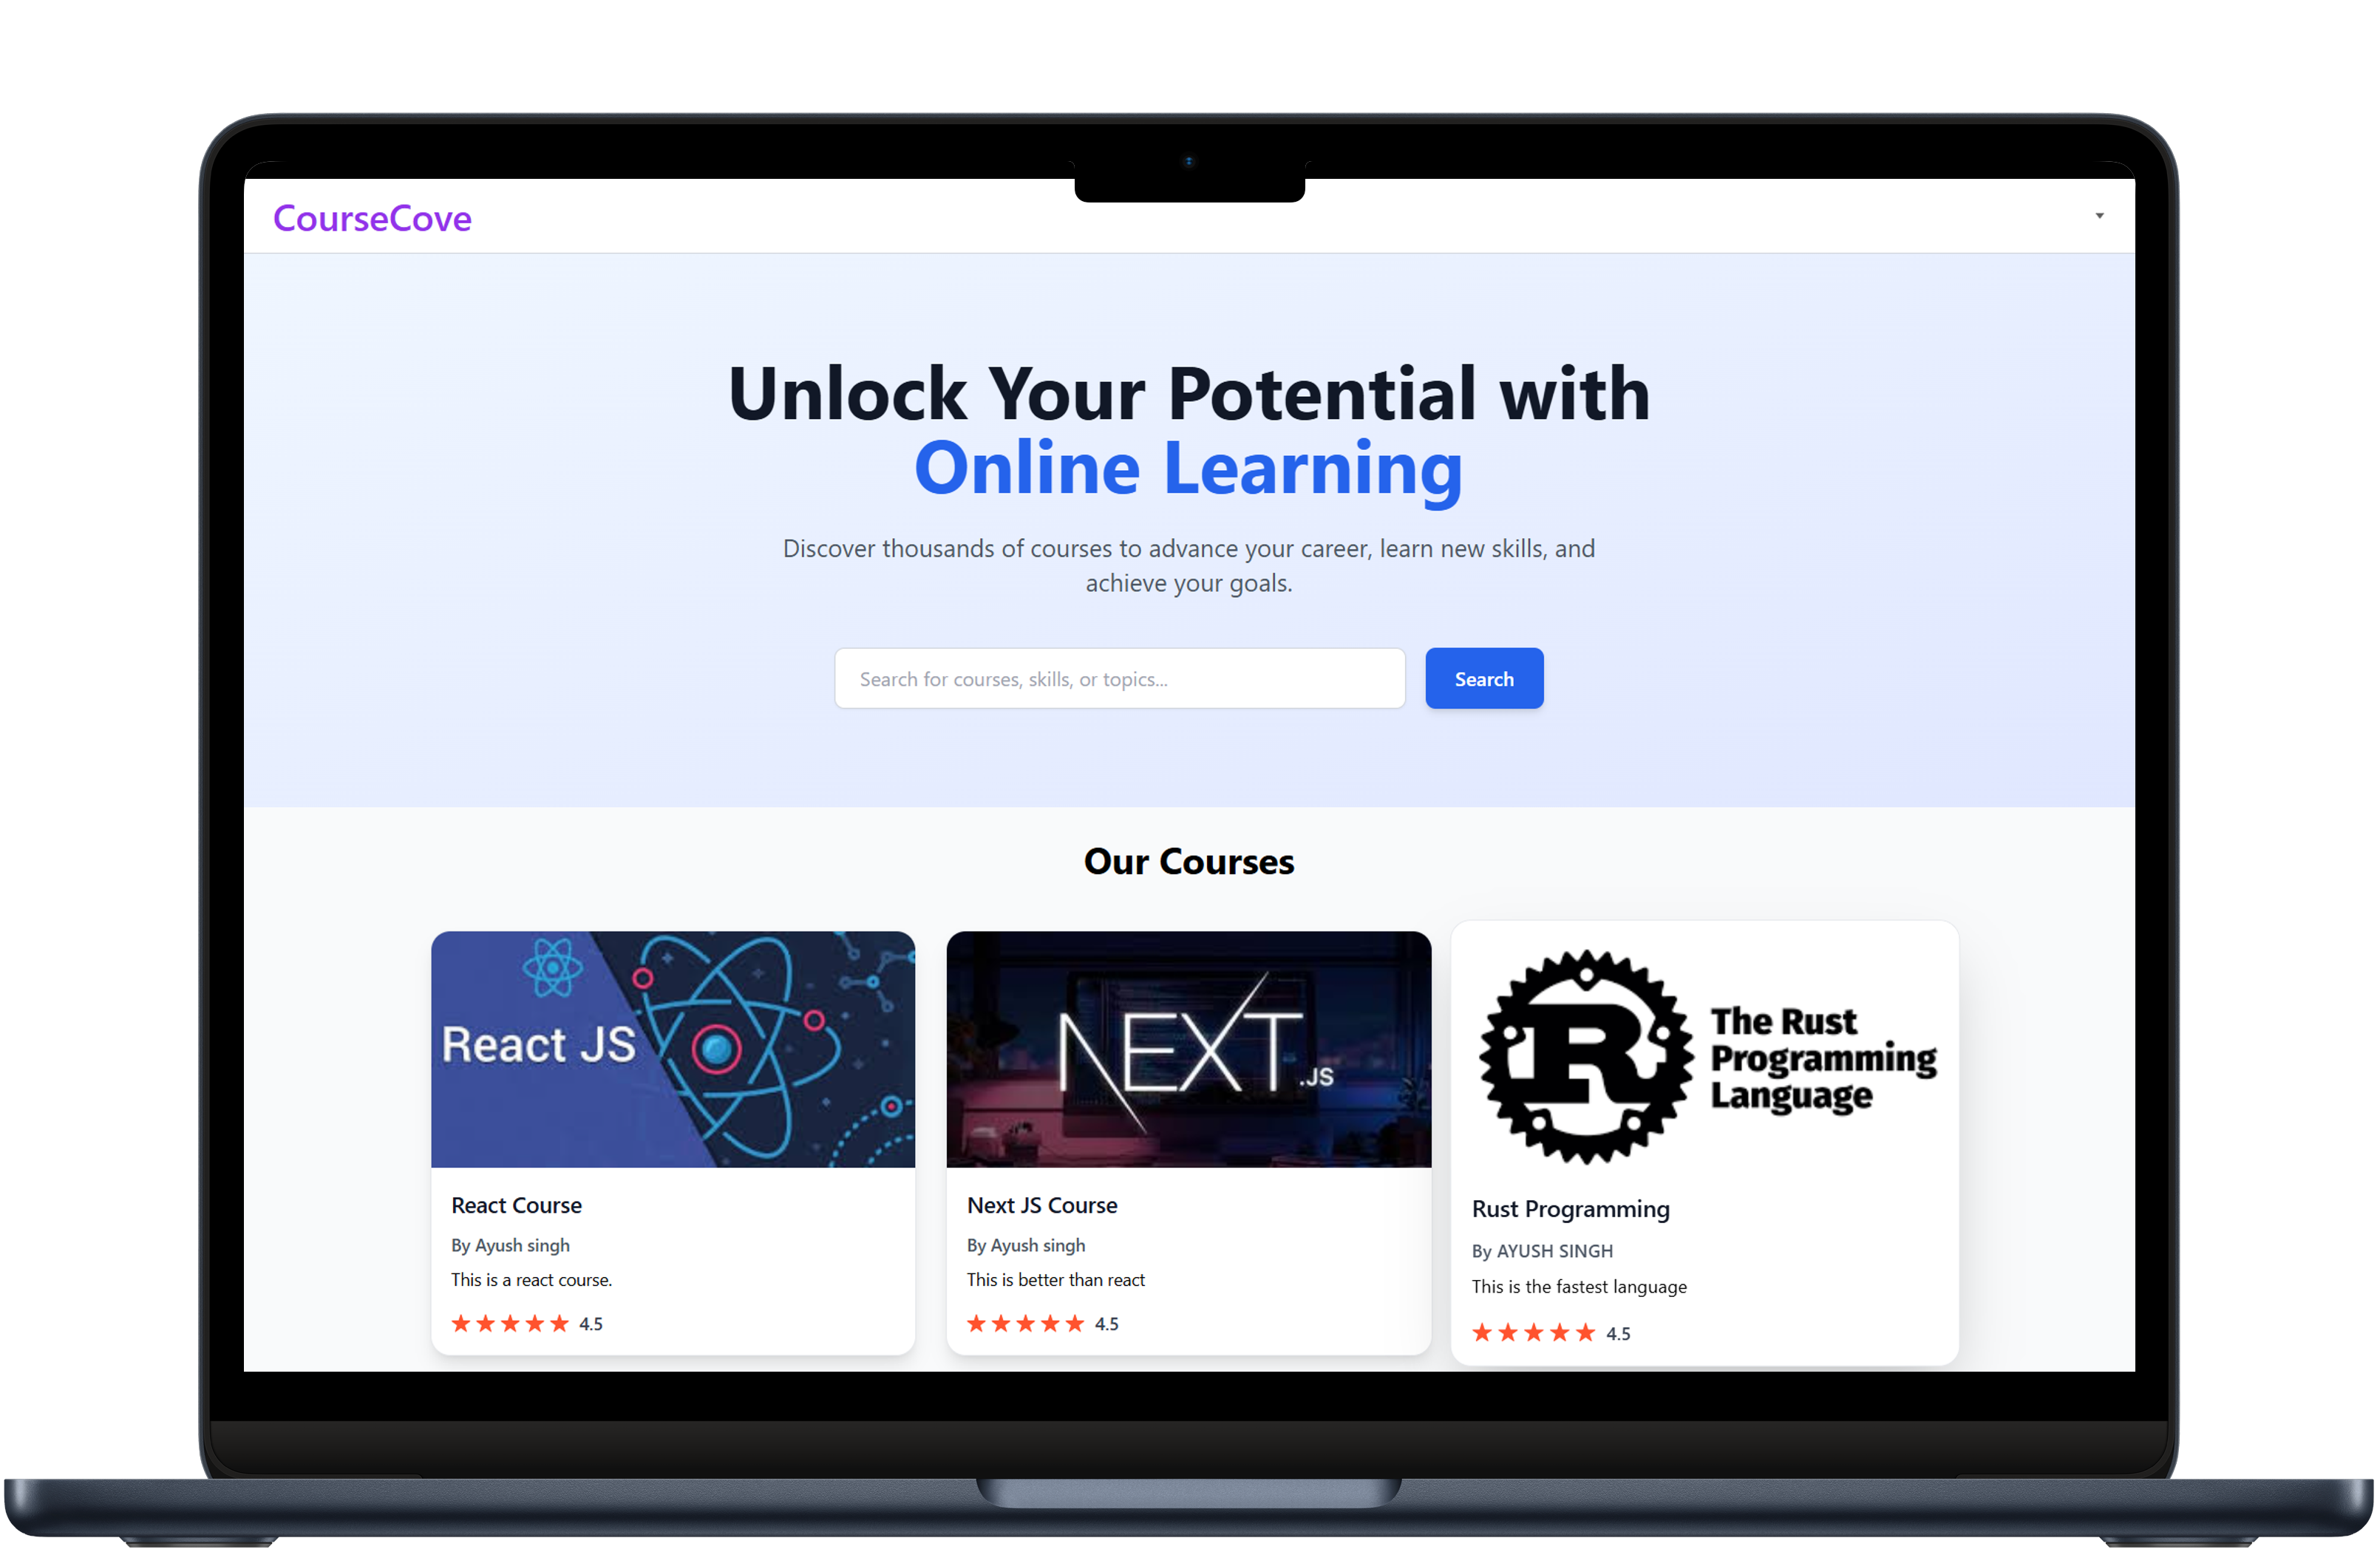 CourseCove
Unlock Your Potential with
Online Learning
Discover thousands of courses to advance your career, learn new skills, and
achieve your goals.
Search for courses, skills, or topics...
Search
Our Courses
React JS
NEXT.JS
The Rust
Programming
Language
React Course
By Ayush singh
This is a react course.
4.5
Next JS Course
By Ayush singh
This is better than react
4.5
Rust Programming
By AYUSH SINGH
This is the fastest language
4.5